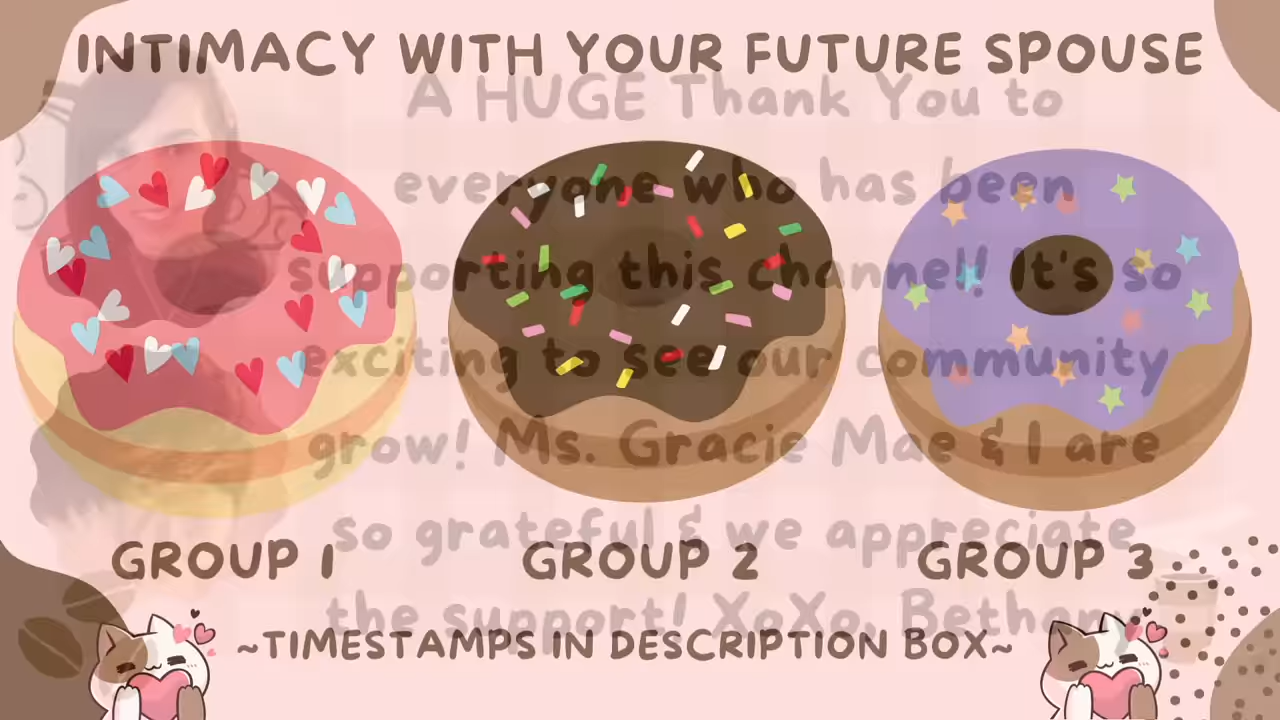 INTIMACY WITH YOUR FUTURE SPOUSE
A HUGE Thank You to
everyone who has been
supporting this channel! It's so
exciting to see our community
grow! Ms. Gracie Mae & I are
so grateful & we appreciate
GROUP 1 GROUP 2 GROUP 3
the support! XoXo, Bethany
~TIMESTAMPS IN DESCRIPTION BOX~